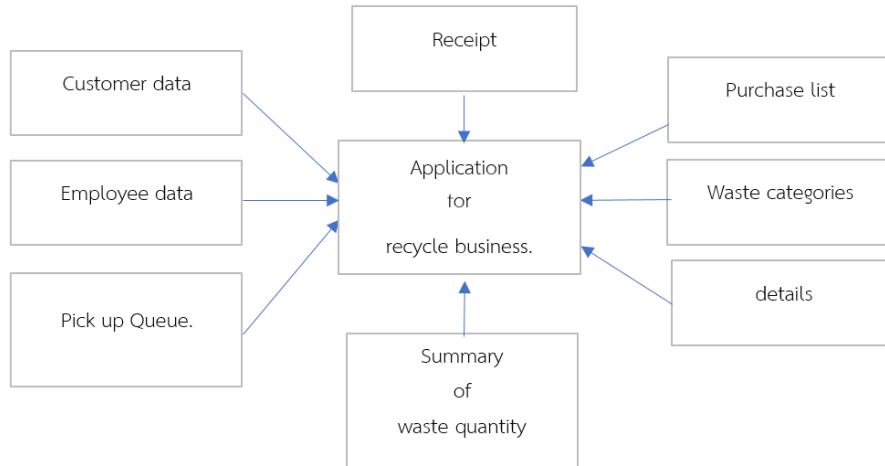 Receipt
Customer data
Purchase list
Application
for
recycle business.
Employee data
Waste categories
Pick up Queue.
details
Summary
of
waste quantity